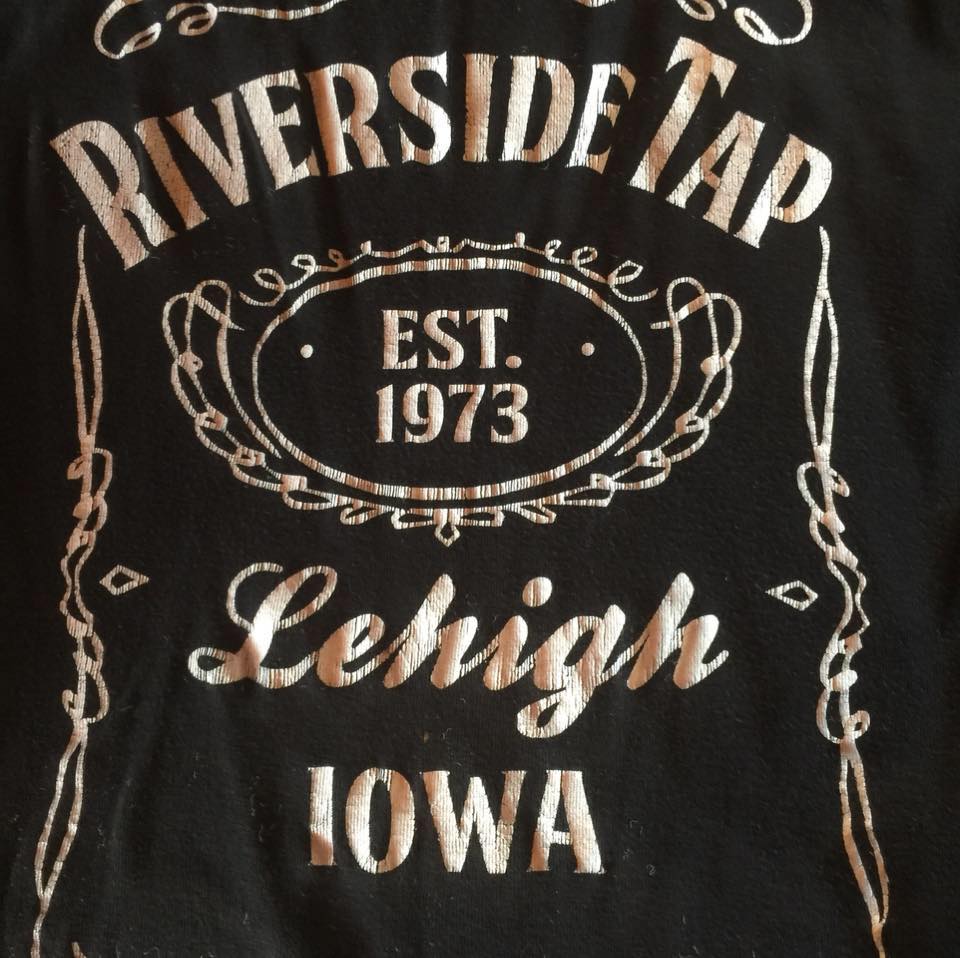 RIVERSIDE TAP
EST.
1973
Lehigh
IOWA